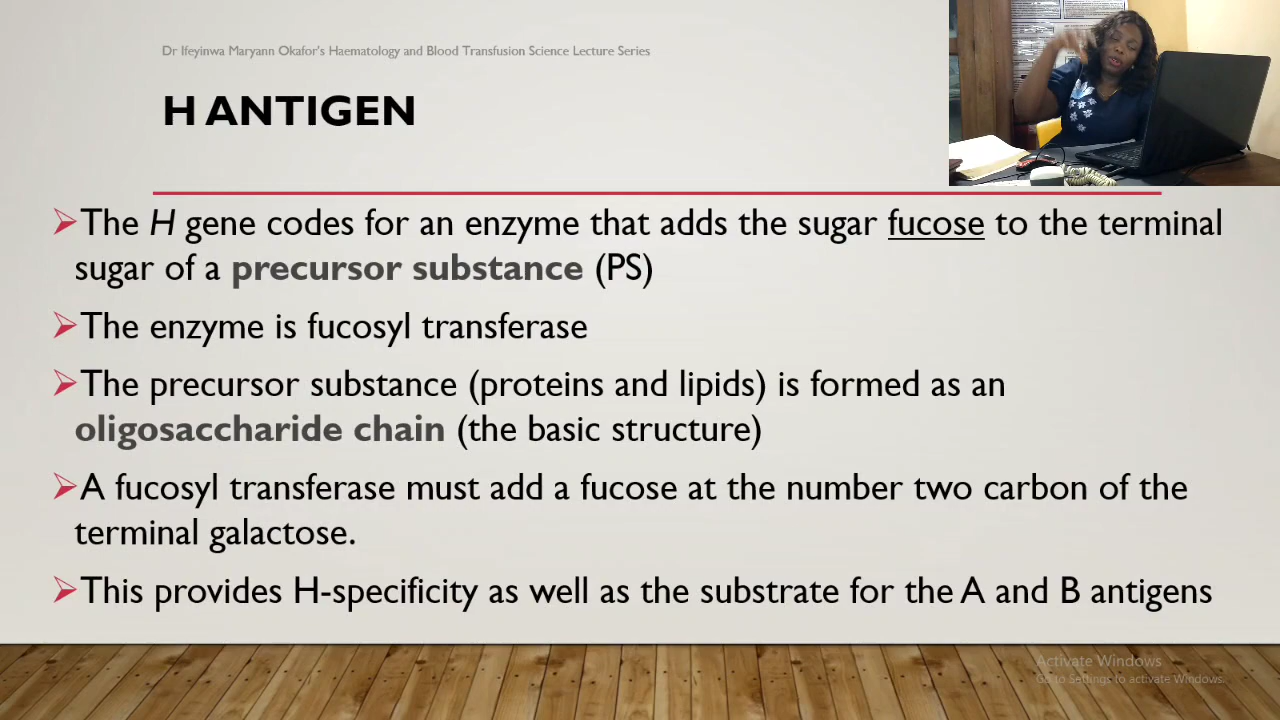 Dr Ifeyinwa Maryann Okafor's Haematology and Blood Transfusion Science Lecture Series
H ANTIGEN
The H gene codes for an enzyme that adds the sugar fucose to the terminal
sugar of a precursor substance (PS)
The enzyme is fucosyl transferase
The precursor substance (proteins and lipids) is formed as an
oligosaccharide chain (the basic structure)
A fucosyl transferase must add a fucose at the number two carbon of the
terminal galactose.
This provides H-specificity as well as the substrate for the A and B antigens
Activate Windows
Go to Settings to activate Windows.